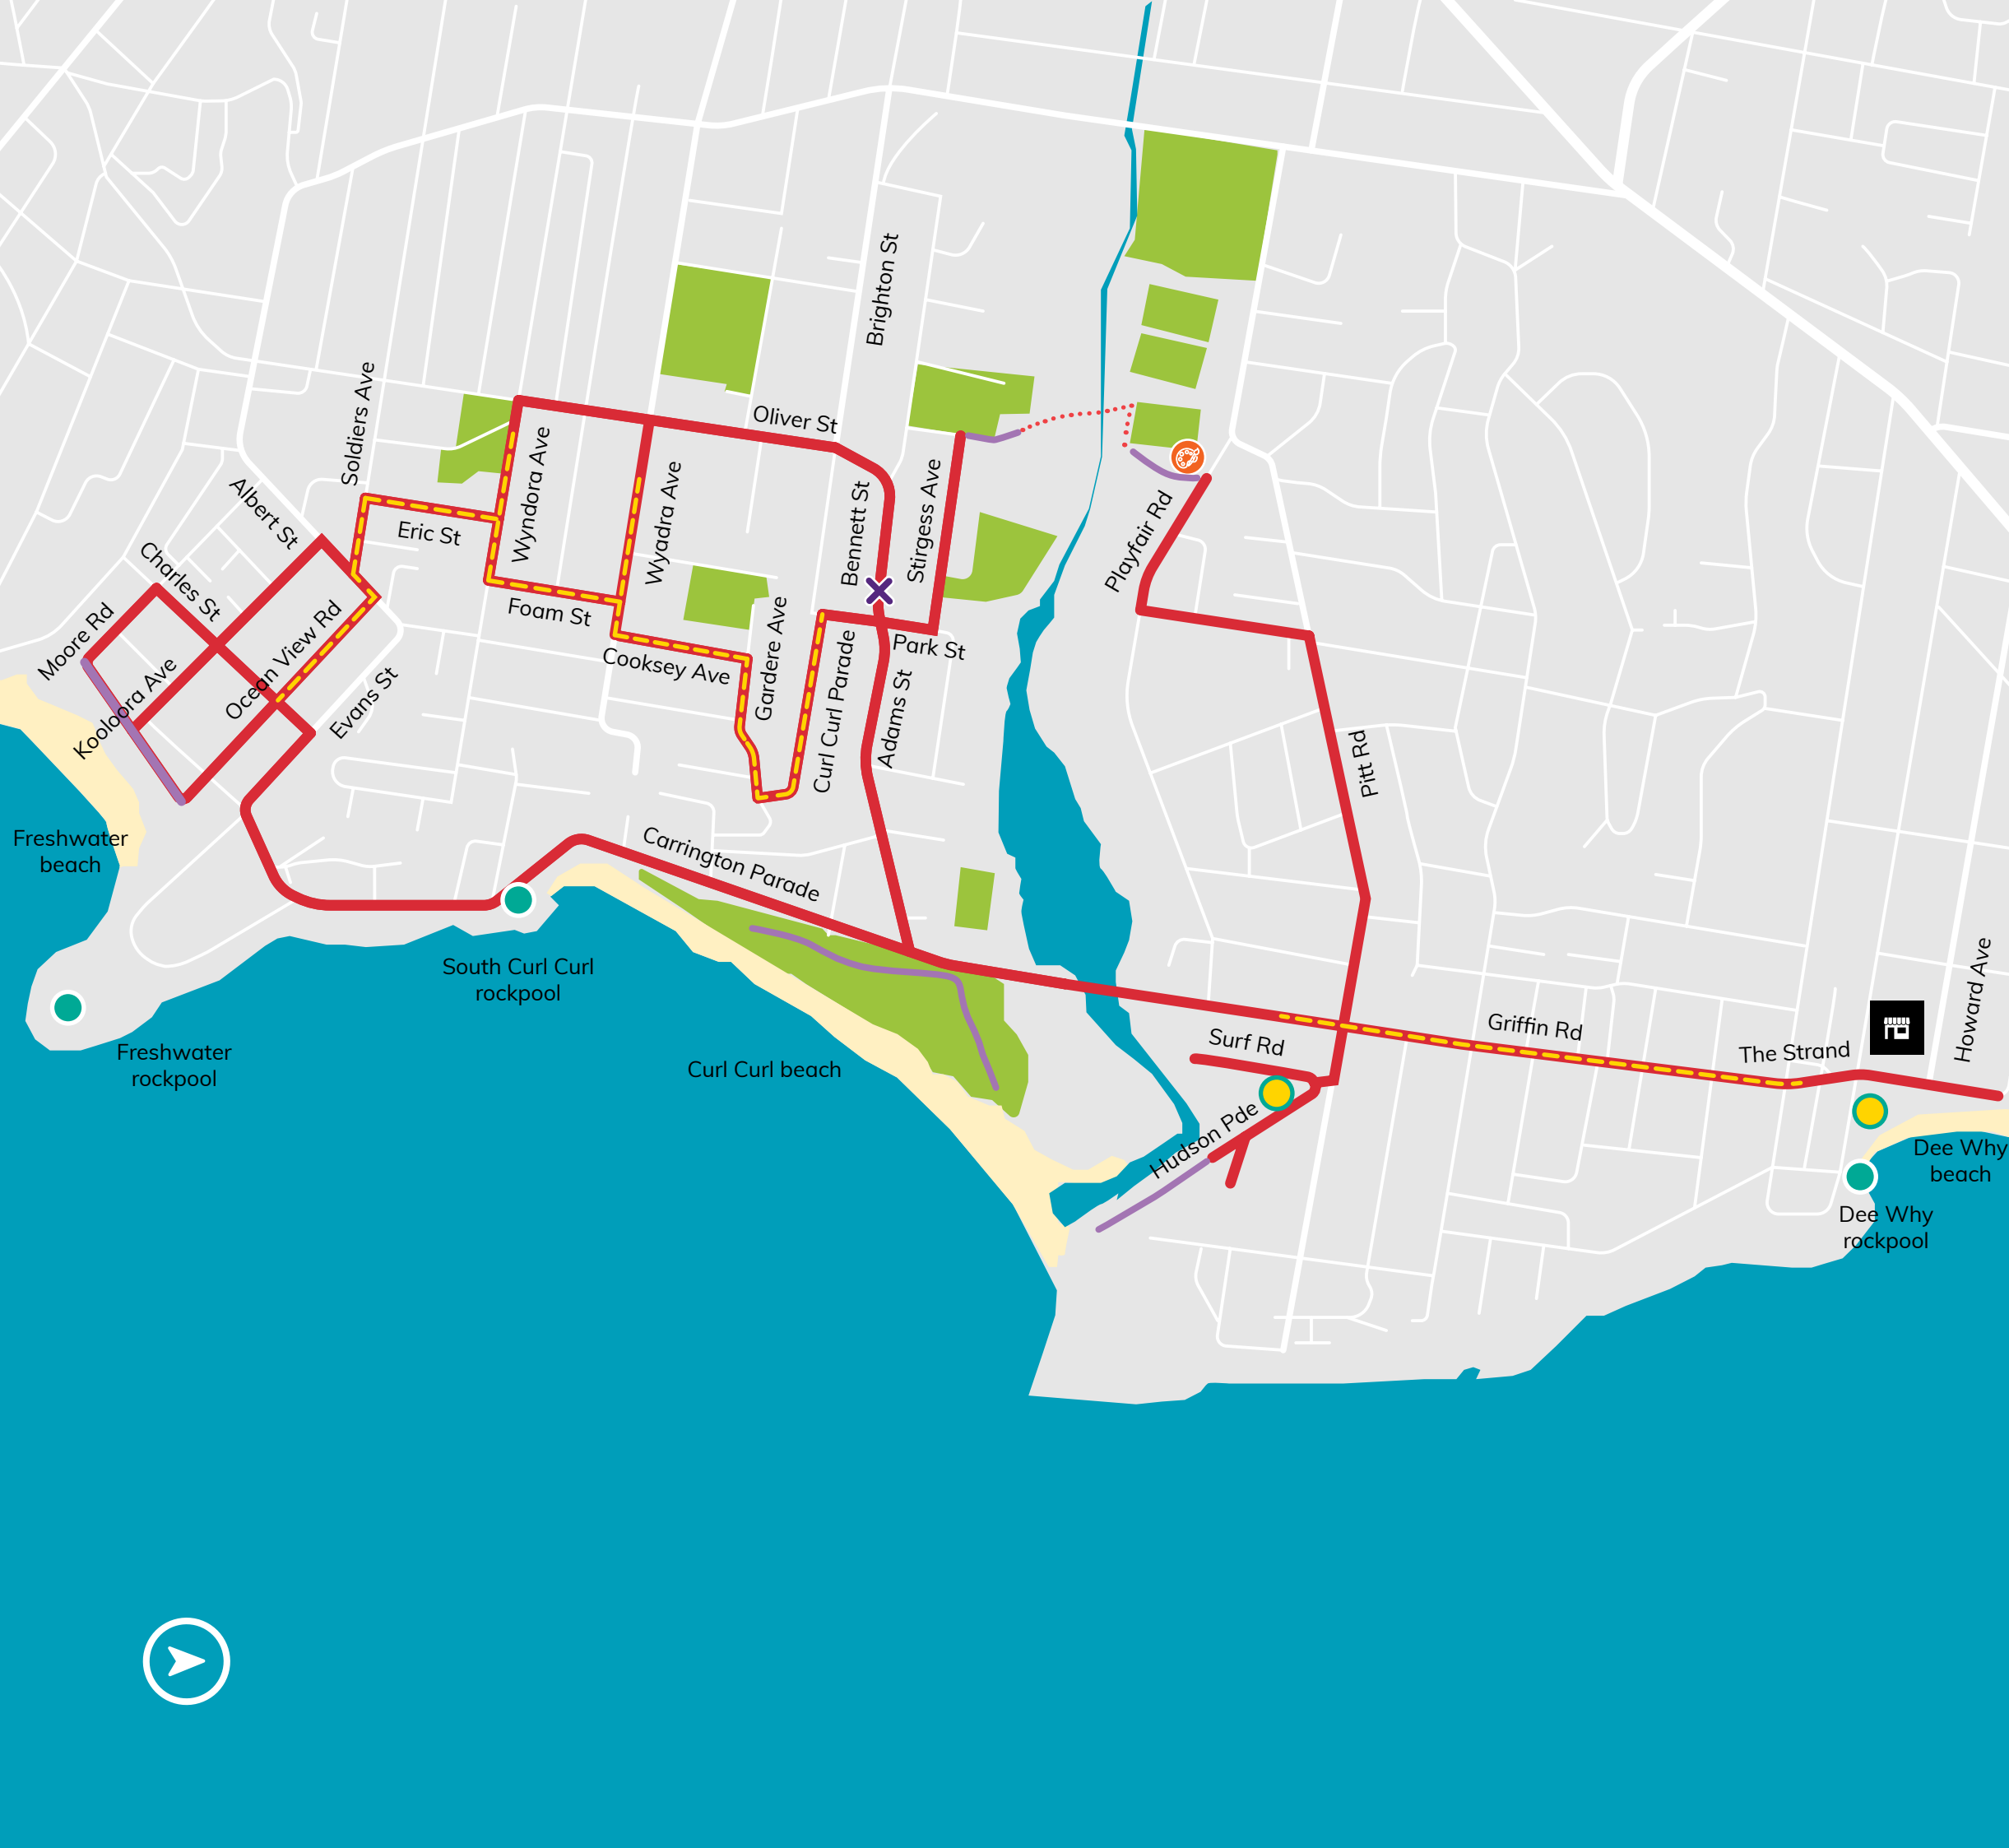 Brighton St
Oliver St
Soldiers Ave
Wyndora Ave
Wyadra Ave
Bennett St
Stirgess Ave
Albert St
Eric St
Playfair Rd
Charles St
Foam St
Moore Rd
Ocean View Rd
Gardere Ave
Park St
Cooksey Ave
Curl Curl Parade
Kooloora Ave
Evans St
Adams St
Pitt Rd
Freshwater
beach
Carrington Parade
South Curl Curl
rockpool
Howard Ave
Griffin Rd
Surf Rd
The Strand
Freshwater
rockpool
Curl Curl beach
Hudson Pde
Dee Why
beach
Dee Why
rockpool